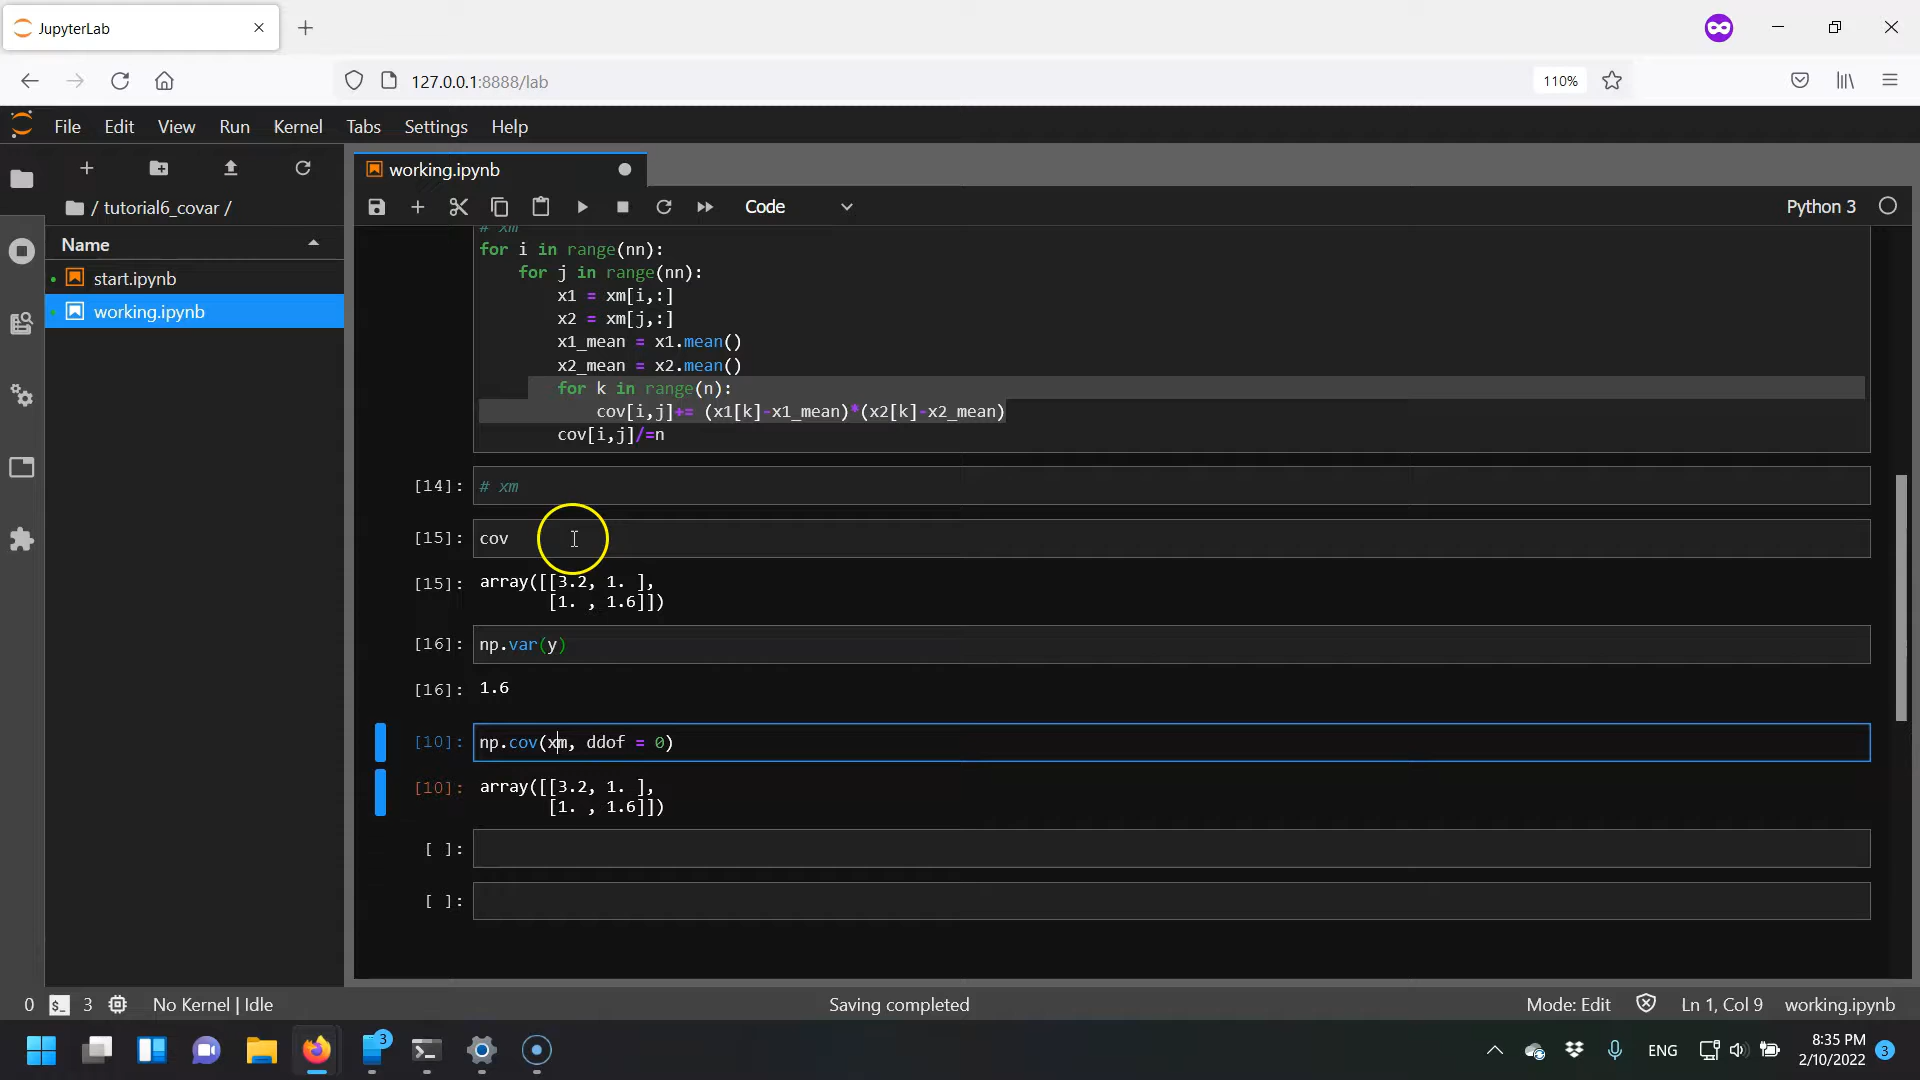 JupyterLab
127.0.0.1:8888/lab
110%
File Edit View Run Kernel Tabs Settings Help
working.ipynb
/ tutorial6_covar /
Code
Python 3
Name
start.ipynb
working.ipynb
# xm
for i in range(nn):
for j in range(nn):
x1 = xm[i,:]
x2 = xm[j,:]
x1_mean = x1.mean()
x2_mean = x2.mean()
for k in range(n):
cov[i,j]+= (x1[k]-x1_mean)*(x2[k]-x2_mean)
cov[i,j]/=n
[14]: # xm
[15]: cov
[15]: array([[3.2, 1. ],
[1. , 1.6]])
[16]: np.var(y)
[16]: 1.6
[10]: np.cov(xm, ddof = 0)
[10]: array([[3.2, 1. ],
[1. , 1.6]])
[ ]:
[ ]:
0 $_ 3 No Kernel | Idle Saving completed Mode: Edit Ln 1, Col 9 working.ipynb
3
ENG
8:35 PM
2/10/2022
3